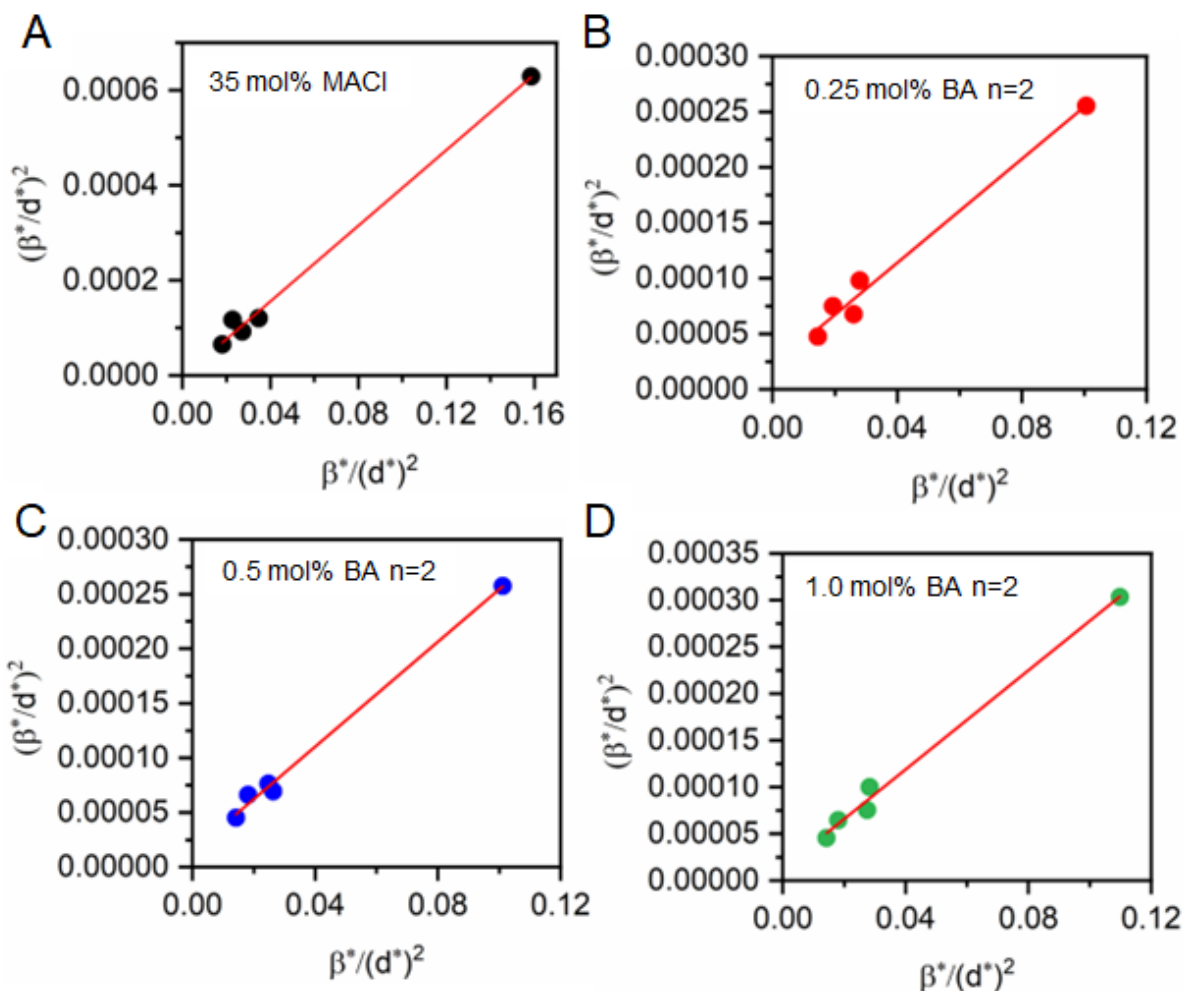 A
35 mol% MACl
0.0006
0.0004
0.0002
0.0000
(β*/d*)²
0.00 0.04 0.08 0.12 0.16
β*/(d*)²
B
0.25 mol% BA n=2
0.00030
0.00025
0.00020
0.00015
0.00010
0.00005
0.00000
(β*/d*)²
0.00 0.04 0.08 0.12
β*/(d*)²
C
0.5 mol% BA n=2
0.00030
0.00025
0.00020
0.00015
0.00010
0.00005
0.00000
(β*/d*)²
0.00 0.04 0.08 0.12
β*/(d*)²
D
1.0 mol% BA n=2
0.00035
0.00030
0.00025
0.00020
0.00015
0.00010
0.00005
0.00000
(β*/d*)²
0.00 0.04 0.08 0.12
β*/(d*)²